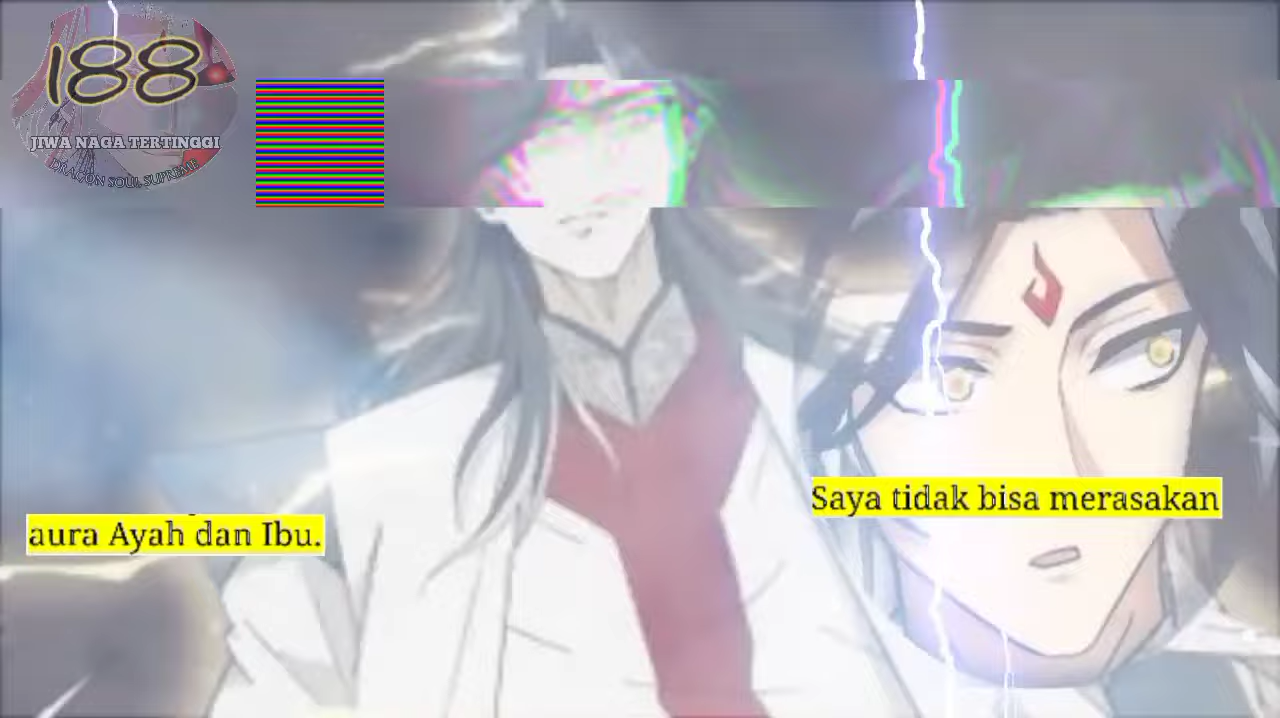 188
JIWA NAGA TERTINGGI
DRAGON SOUL SUPREME
Saya tidak bisa merasakan
aura Ayah dan Ibu.